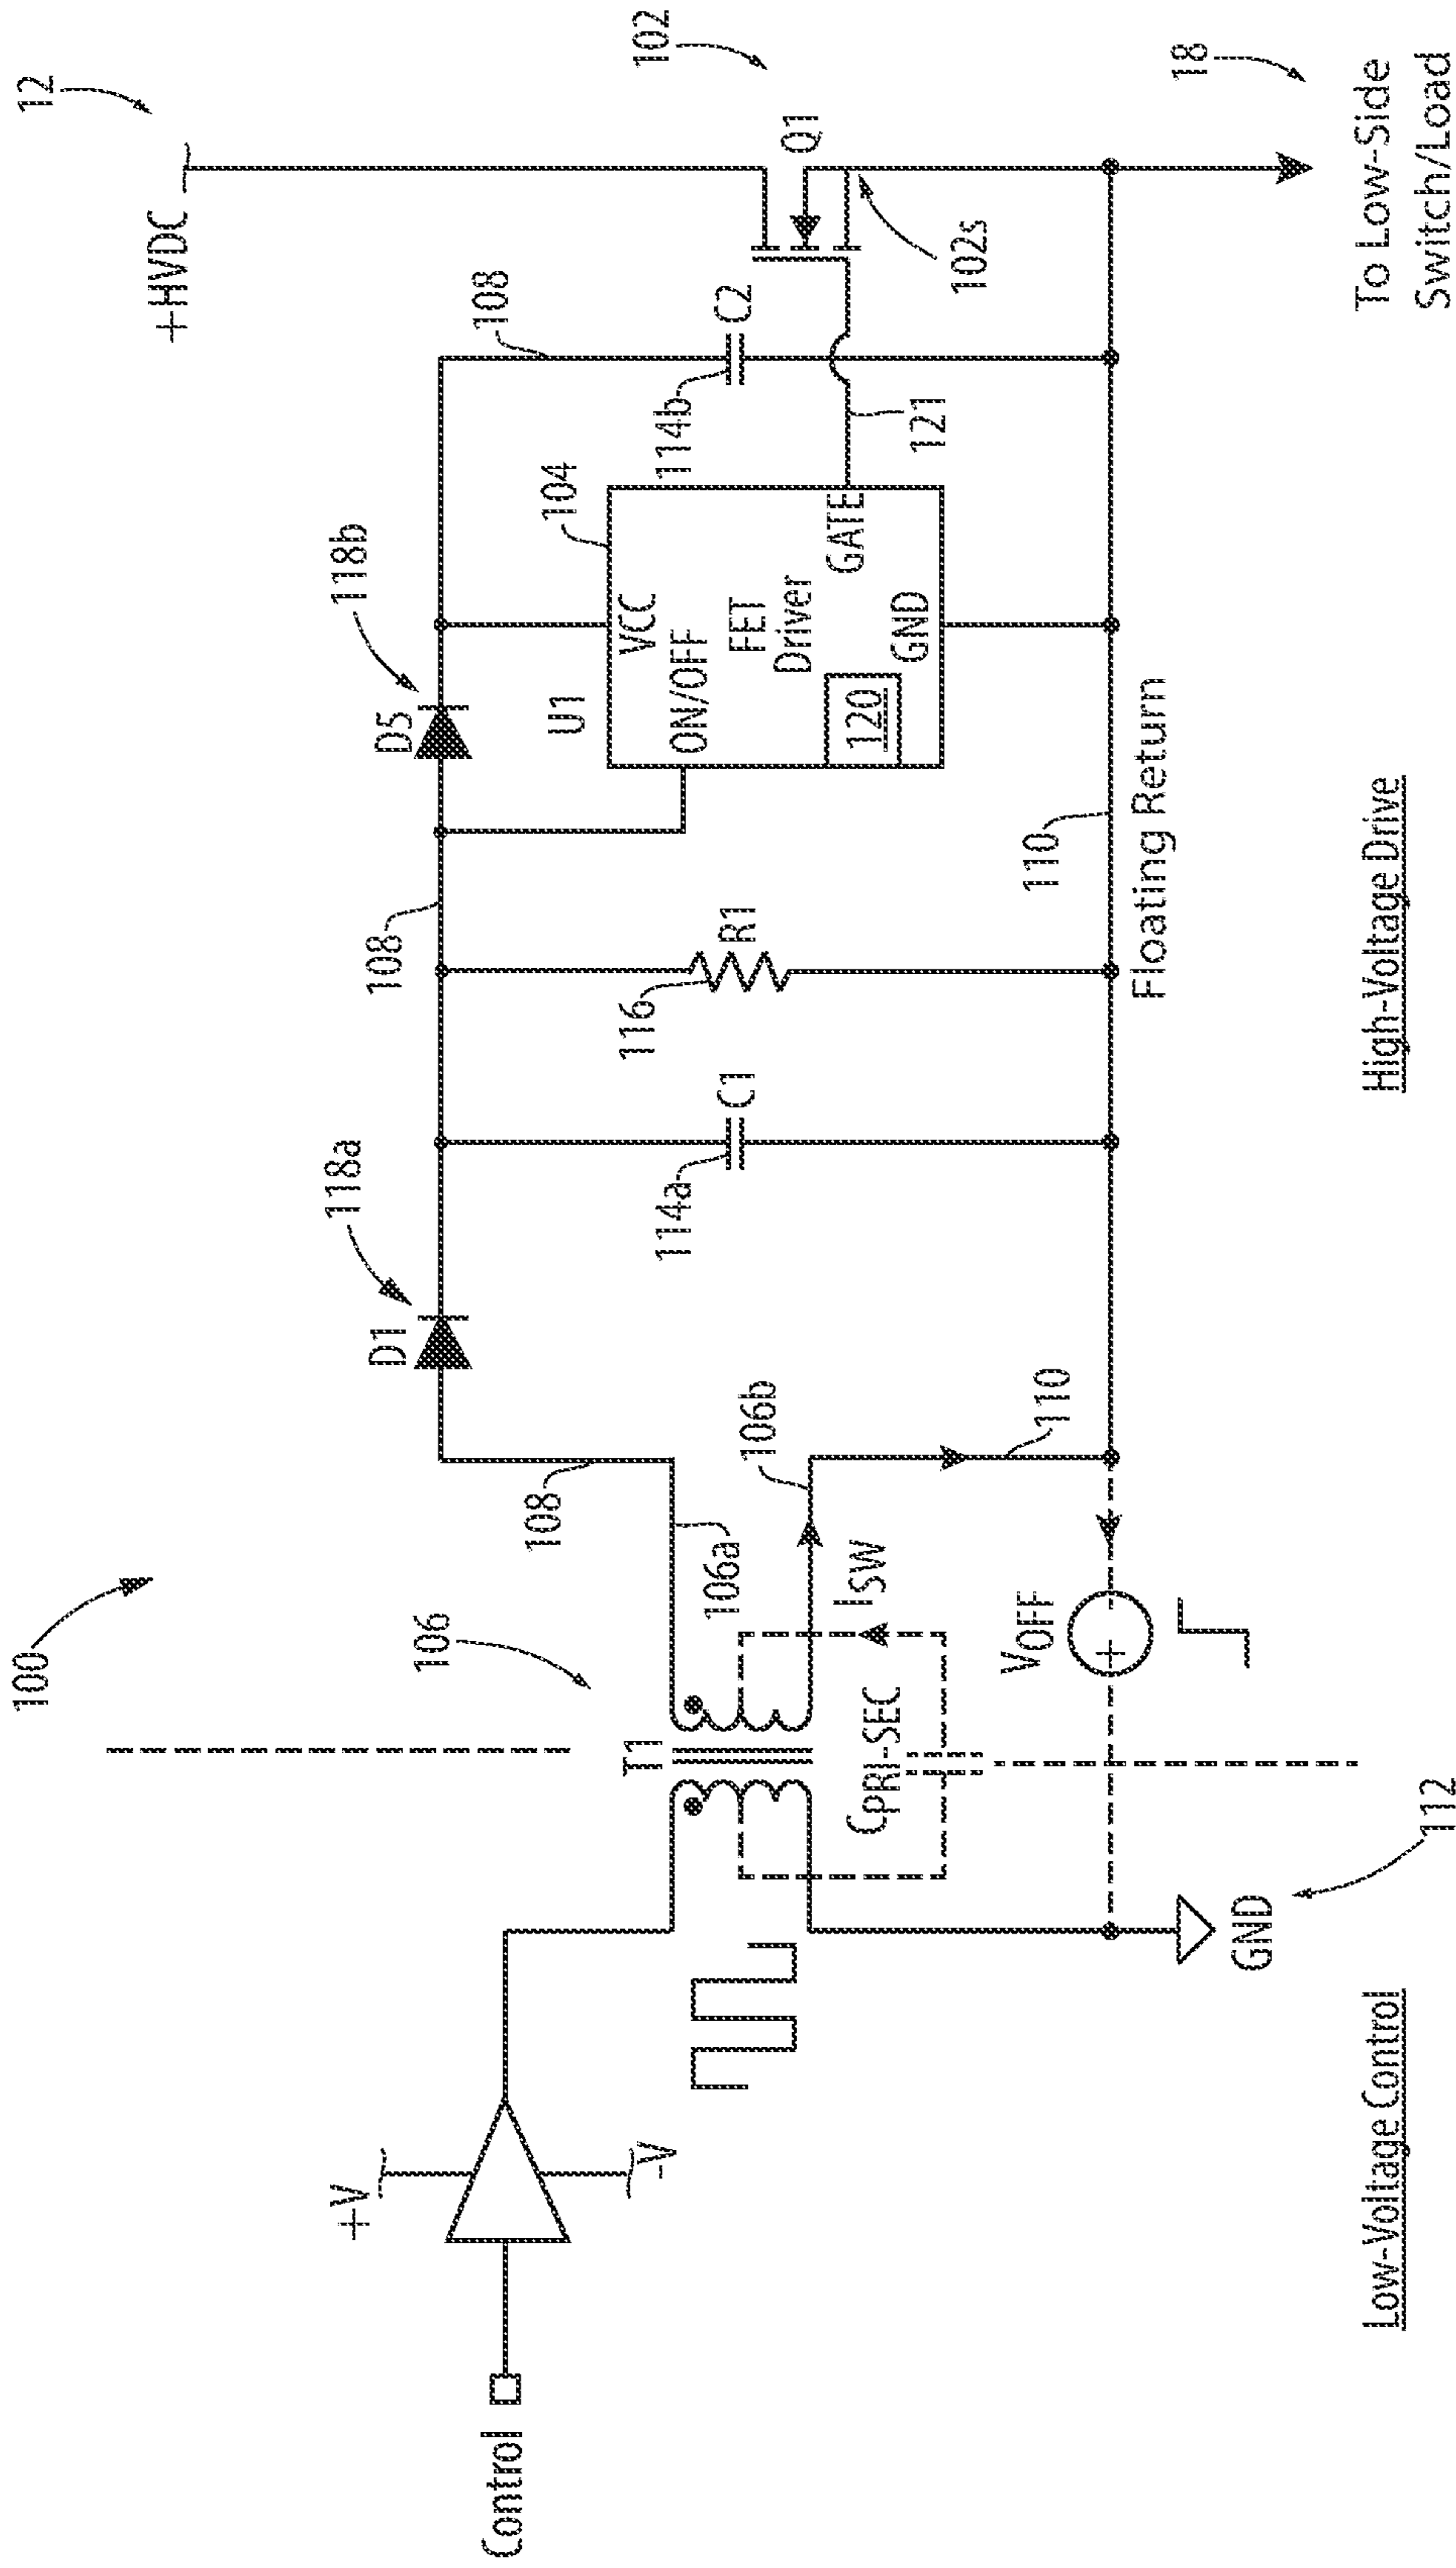 100
12
+HVDC
102
Q1
102s
18
To Low-Side
Switch/Load
118a
118b
D1
D5
108
108
108
U1
104
VCC
ON/OFF
FET
Driver
GATE
120
GND
121
114b
C2
116
R1
114a
C1
106
T1
106a
106b
ISW
CPRI-SEC
110
110
Floating Return
VOFF
+
+V
-V
Control
GND
112
Low-Voltage Control
High-Voltage Drive